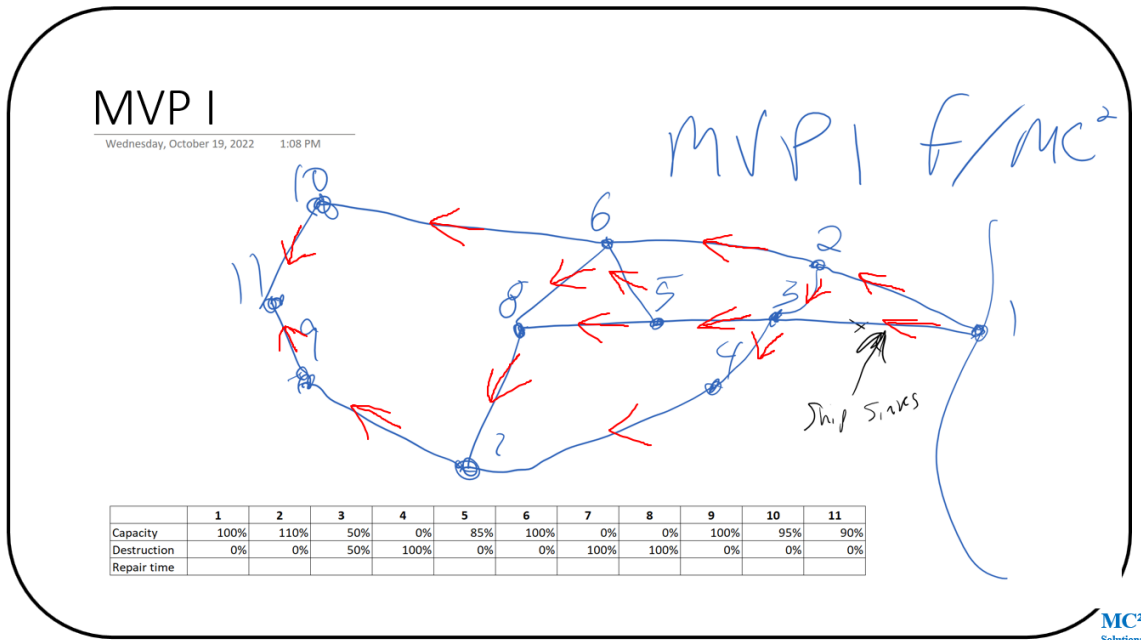 MVP I
Wednesday, October 19, 2022 1:08 PM
MVP I F/MC²
10
6
2
11
8
5
3
1
9
4
Ship Sinks
7
1 2 3 4 5 6 7 8 9 10 11
Capacity 100% 110% 50% 0% 85% 100% 0% 0% 100% 95% 90%
Destruction 0% 0% 50% 100% 0% 0% 100% 100% 0% 0% 0%
Repair time
MC²
Solutions